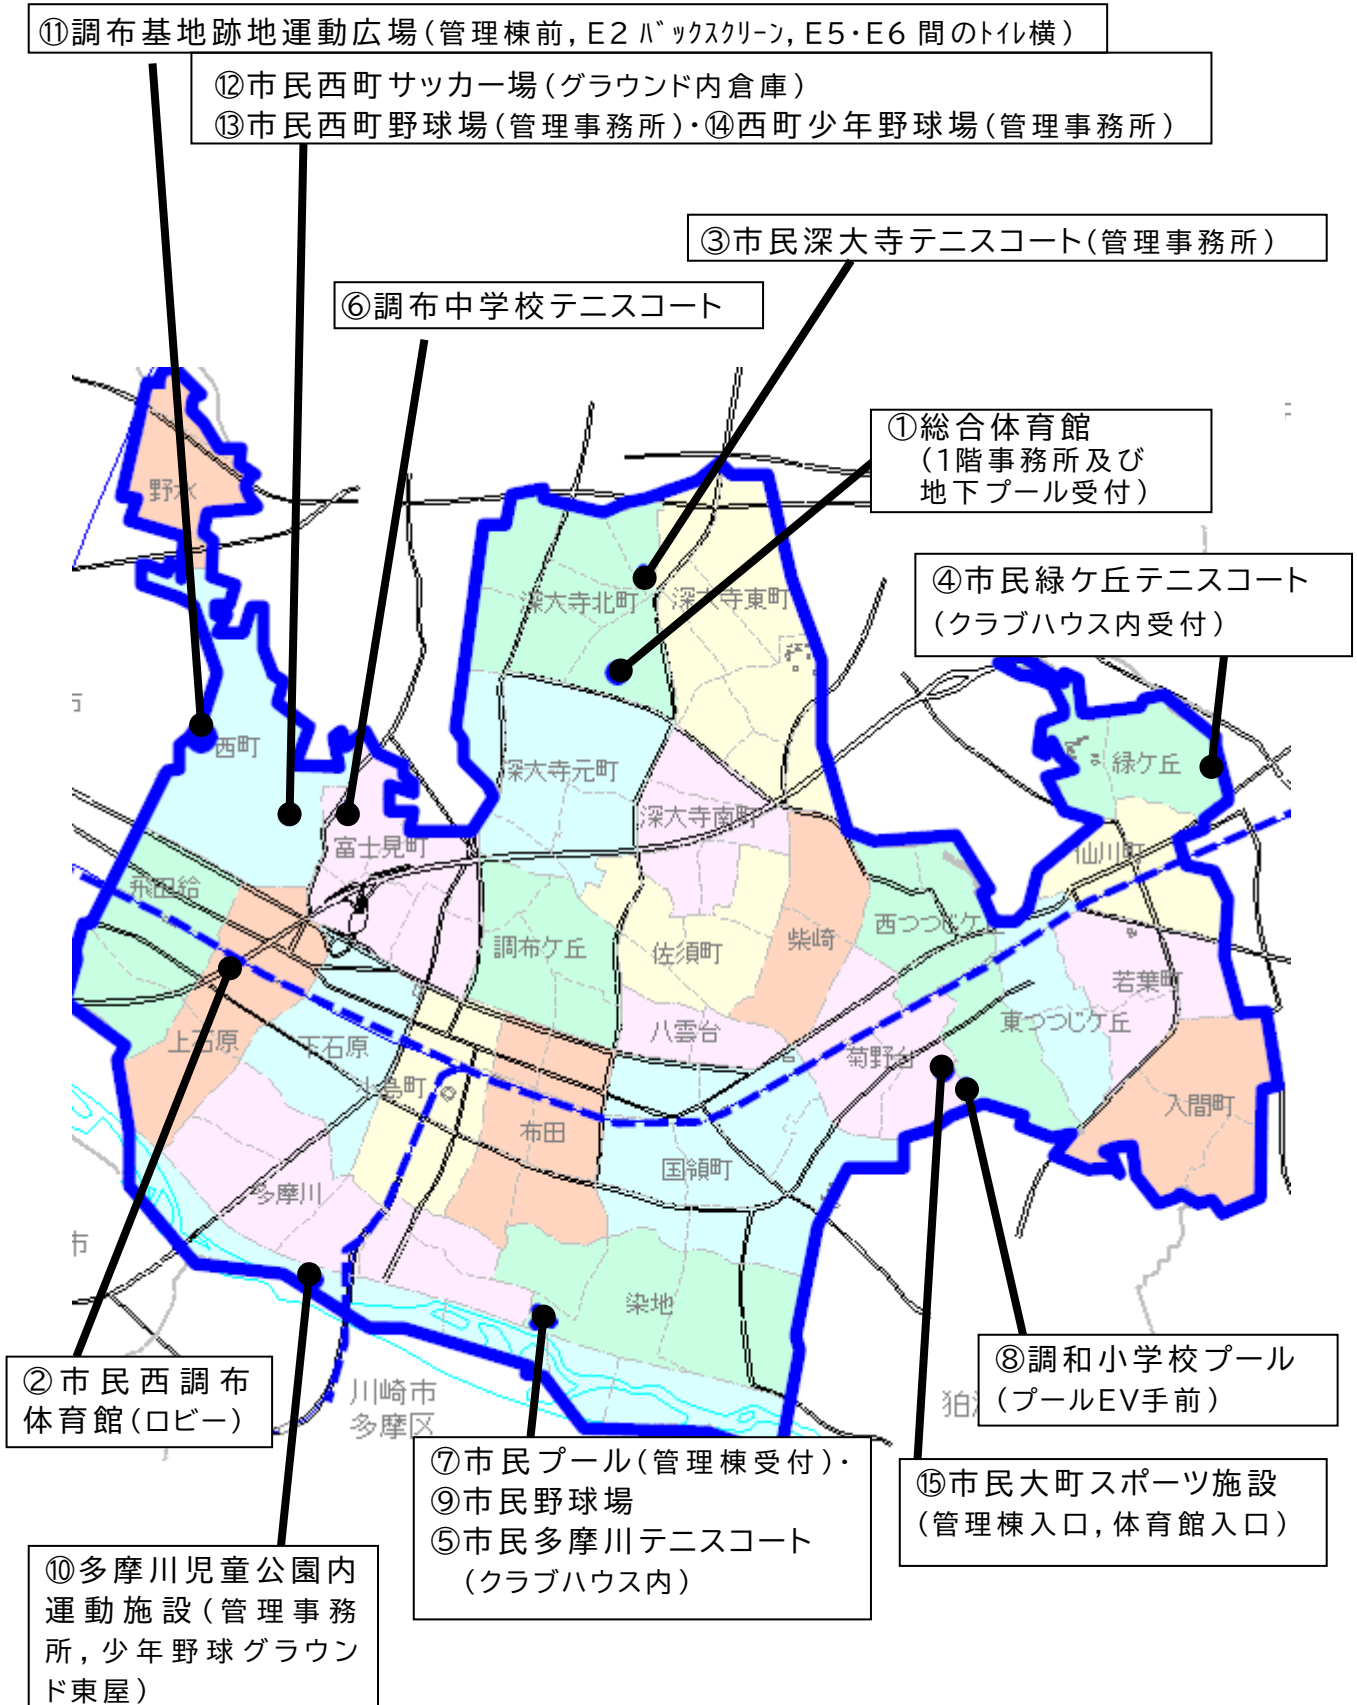 ⑪調布基地跡地運動広場(管理棟前,E2 ﾊﾞｯｸｽｸﾘｰﾝ,E5・E6 間のﾄｲﾚ横)
⑫市民西町サッカー場(グラウンド内倉庫)
⑬市民西町野球場(管理事務所)・⑭西町少年野球場(管理事務所)
③市民深大寺テニスコート(管理事務所)
⑥調布中学校テニスコート
①総合体育館
(1階事務所及び
地下プール受付)
④市民緑ケ丘テニスコート
(クラブハウス内受付)
野水
深大寺北町
深大寺東町
西町
深大寺元町
緑ケ丘
深大寺南町
富士見町
仙川町
飛田給
調布ケ丘
佐須町
柴崎
西つつじケ丘
若葉町
上石原
下石原
八雲台
菊野台
東つつじケ丘
小島町
布田
国領町
入間町
多摩川
市
染地
川崎市
多摩区
狛
②市民西調布
体育館(ロビー)
⑧調和小学校プール
(プールEV手前)
⑦市民プール(管理棟受付)・
⑨市民野球場
⑤市民多摩川テニスコート
(クラブハウス内)
⑮市民大町スポーツ施設
(管理棟入口,体育館入口)
⑩多摩川児童公園内
運動施設(管理事務
所,少年野球グラウン
ド東屋)